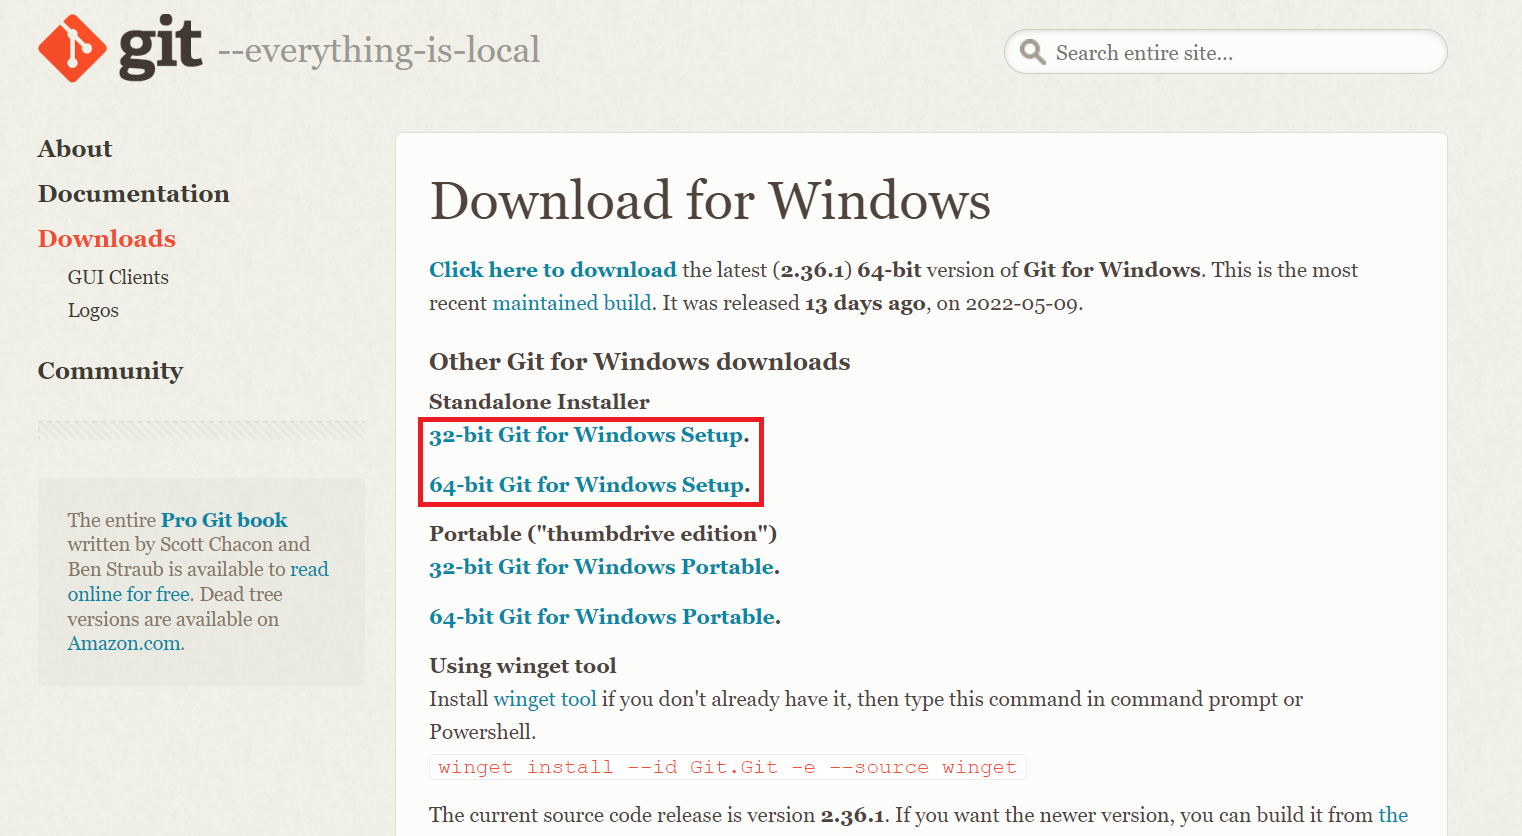 git --everything-is-local
Search entire site...
About
Documentation
Downloads
GUI Clients
Logos
Community
The entire Pro Git book
written by Scott Chacon and
Ben Straub is available to read
online for free. Dead tree
versions are available on
Amazon.com.
Download for Windows
Click here to download the latest (2.36.1) 64-bit version of Git for Windows. This is the most
recent maintained build. It was released 13 days ago, on 2022-05-09.
Other Git for Windows downloads
Standalone Installer
32-bit Git for Windows Setup.
64-bit Git for Windows Setup.
Portable ("thumbdrive edition")
32-bit Git for Windows Portable.
64-bit Git for Windows Portable.
Using winget tool
Install winget tool if you don't already have it, then type this command in command prompt or
Powershell.
winget install --id Git.Git -e --source winget
The current source code release is version 2.36.1. If you want the newer version, you can build it from the